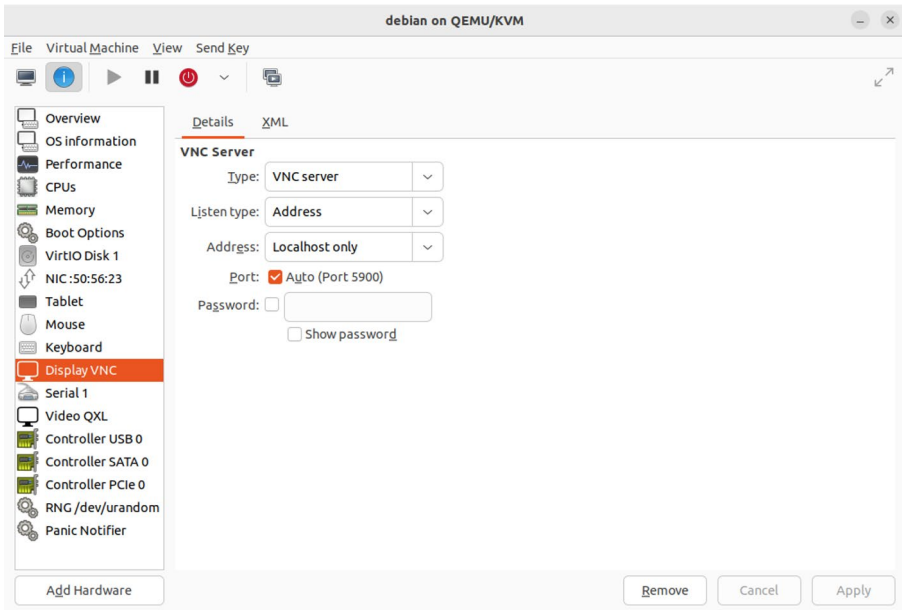 debian on QEMU/KVM
File Virtual Machine View Send Key
Overview
OS information
Performance
CPUs
Memory
Boot Options
VirtIO Disk 1
NIC :50:56:23
Tablet
Mouse
Keyboard
Display VNC
Serial 1
Video QXL
Controller USB 0
Controller SATA 0
Controller PCIe 0
RNG /dev/urandom
Panic Notifier
Add Hardware
Details XML
VNC Server
Type: VNC server
Listen type: Address
Address: Localhost only
Port: Auto (Port 5900)
Password:
Show password
Remove Cancel Apply